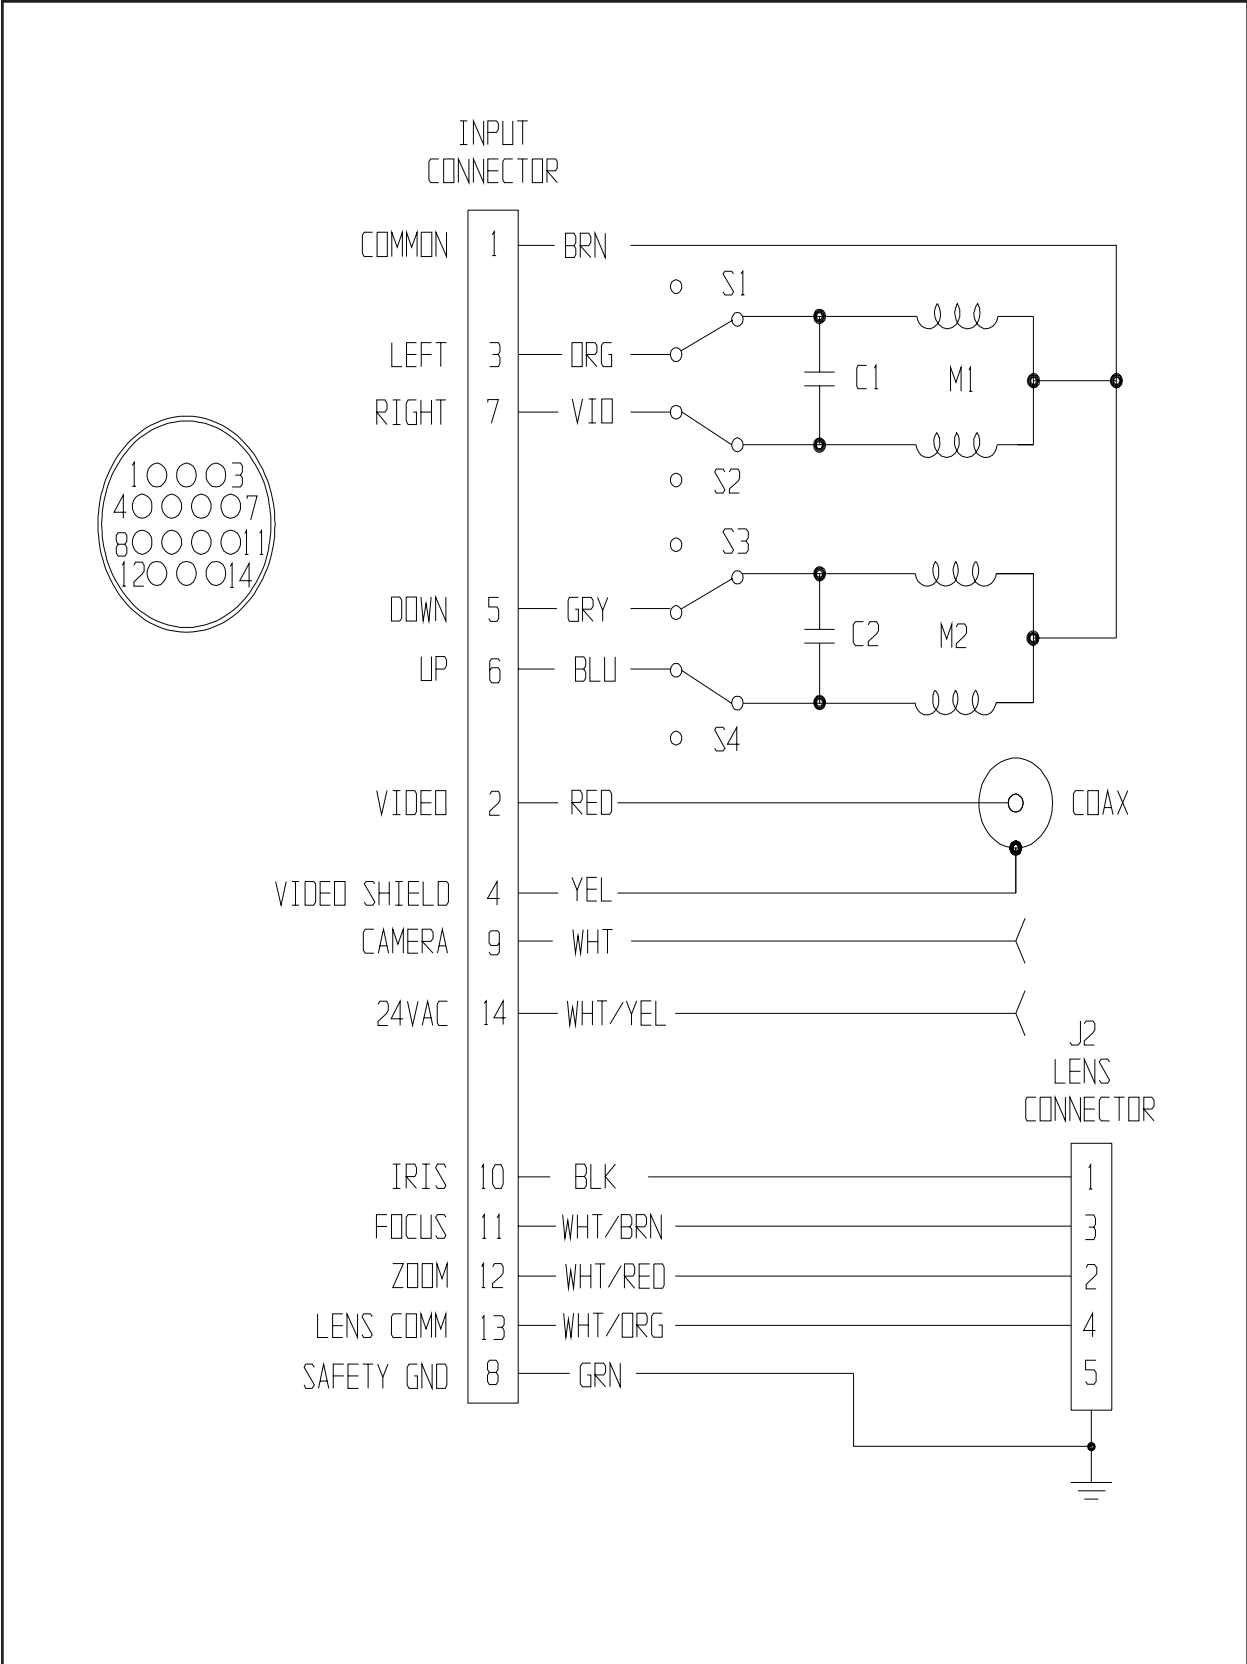 INPUT
CONNECTOR
COMMON 1 BRN
S1
LEFT 3 ORG
C1 M1
RIGHT 7 VIO
S2
1 3
4 7
8 11
12 14
S3
DOWN 5 GRY
C2 M2
UP 6 BLU
S4
VIDEO 2 RED COAX
VIDEO SHIELD 4 YEL
CAMERA 9 WHT
24VAC 14 WHT/YEL
J2
LENS
CONNECTOR
IRIS 10 BLK 1
FOCUS 11 WHT/BRN 3
ZOOM 12 WHT/RED 2
LENS COMM 13 WHT/ORG 4
SAFETY GND 8 GRN 5